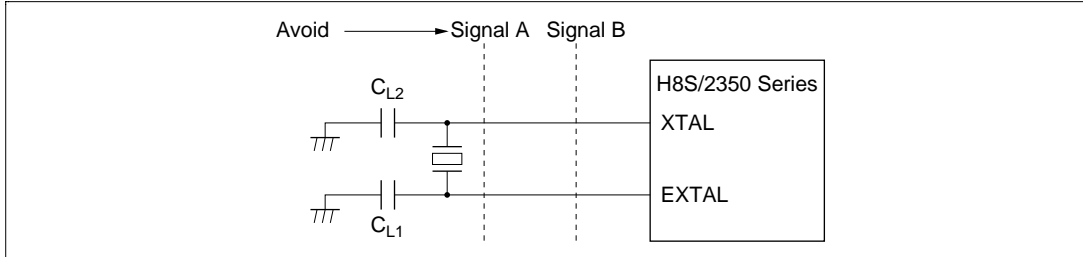 Avoid Signal A Signal B
H8S/2350 Series
CL2
XTAL
EXTAL
CL1